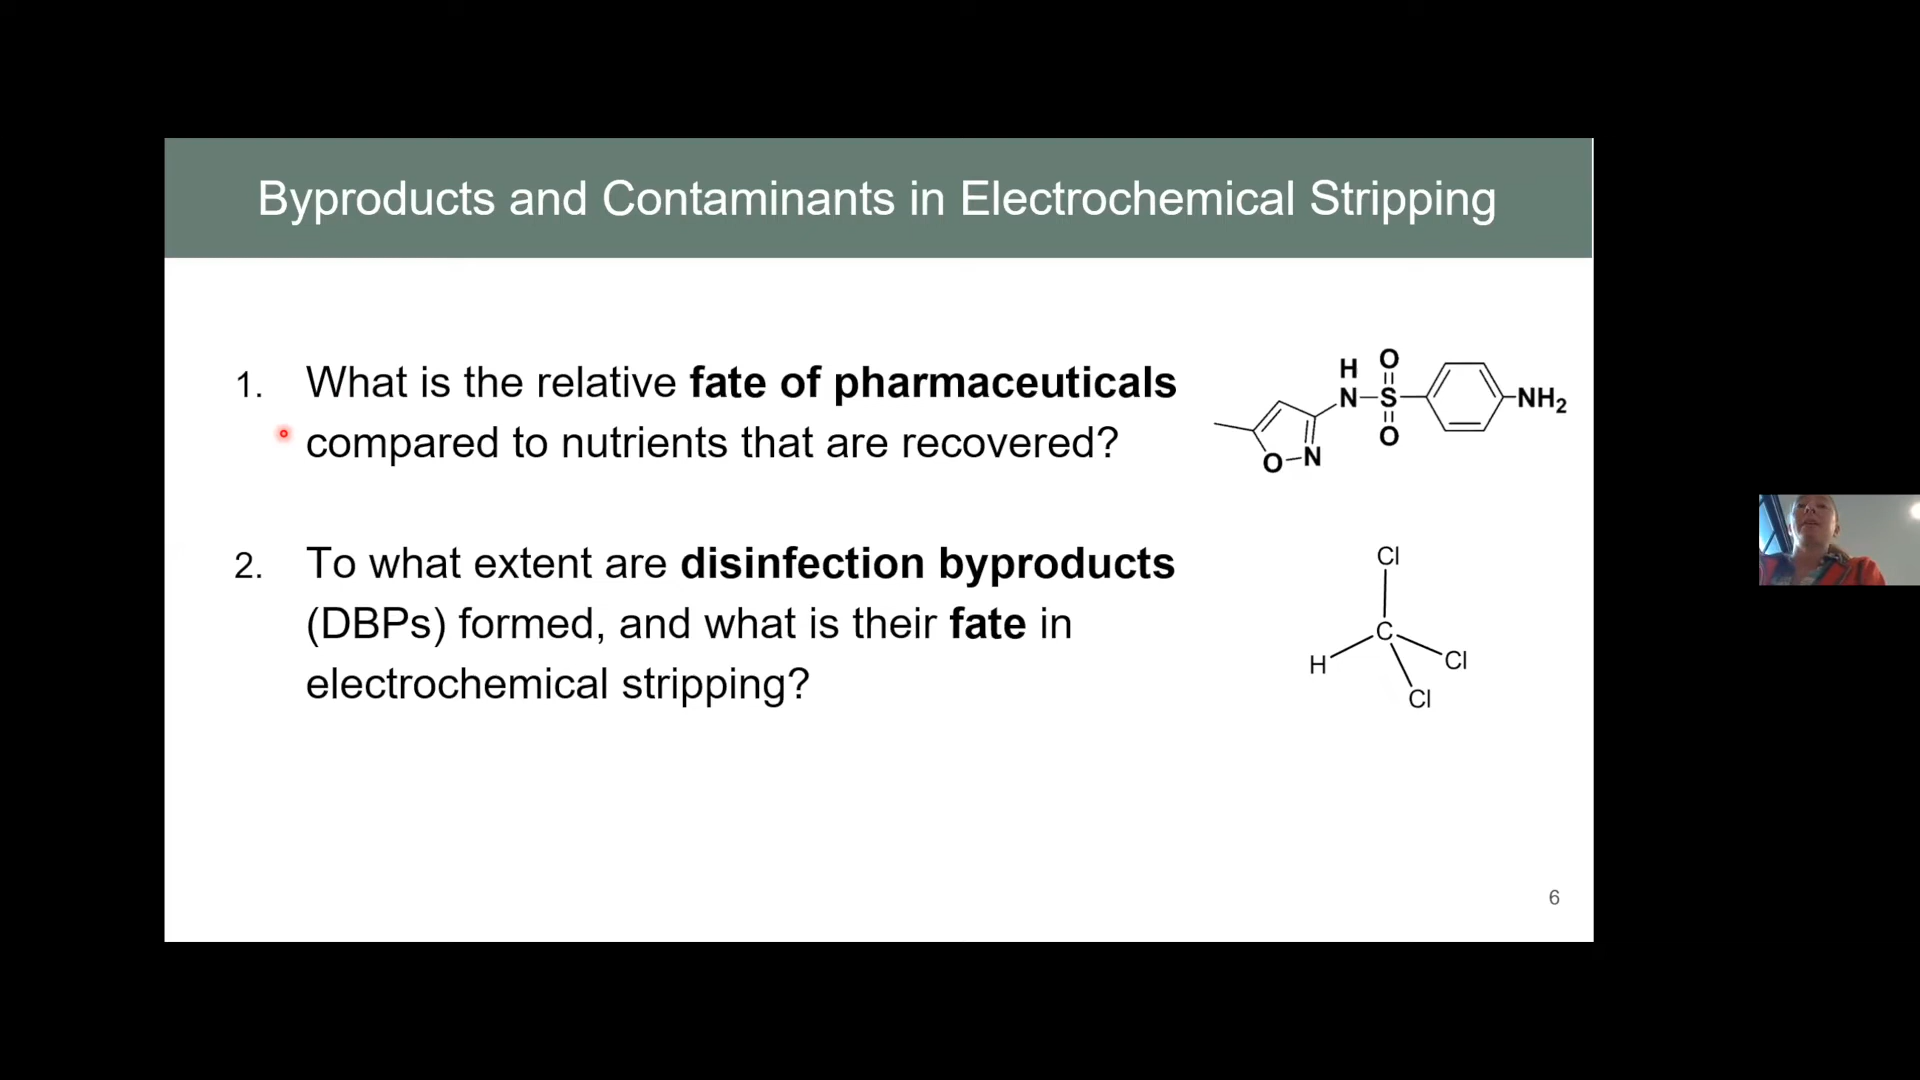 Byproducts and Contaminants in Electrochemical Stripping
1. What is the relative fate of pharmaceuticals
compared to nutrients that are recovered?
H O
N S NH2
O
O N
2. To what extent are disinfection byproducts
(DBPs) formed, and what is their fate in
electrochemical stripping?
Cl
C
H Cl
Cl
6